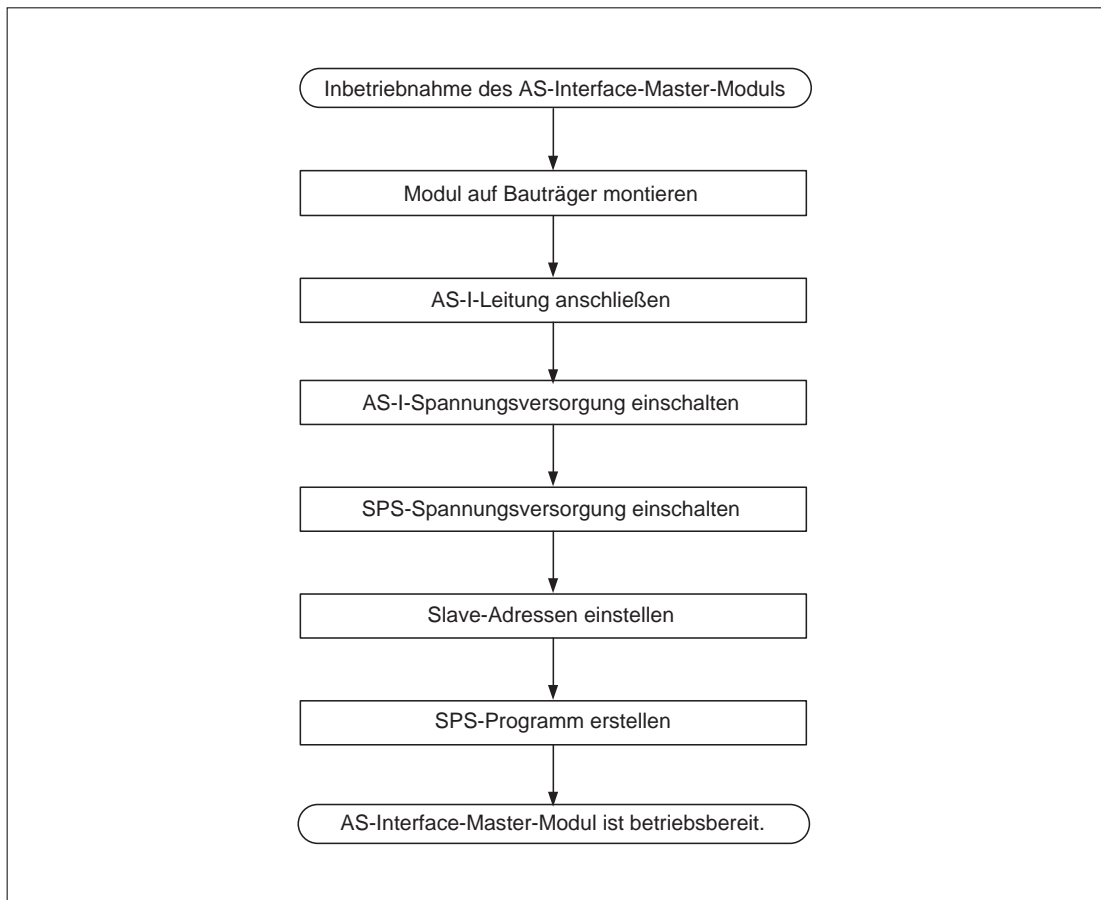 Inbetriebnahme des AS-Interface-Master-Moduls
Modul auf Bauträger montieren
AS-I-Leitung anschließen
AS-I-Spannungsversorgung einschalten
SPS-Spannungsversorgung einschalten
Slave-Adressen einstellen
SPS-Programm erstellen
AS-Interface-Master-Modul ist betriebsbereit.